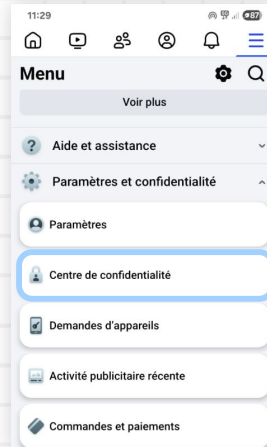 11:29
87
Menu
Voir plus
Aide et assistance
Paramètres et confidentialité
Paramètres
Centre de confidentialité
Demandes d'appareils
Activité publicitaire récente
Commandes et paiements